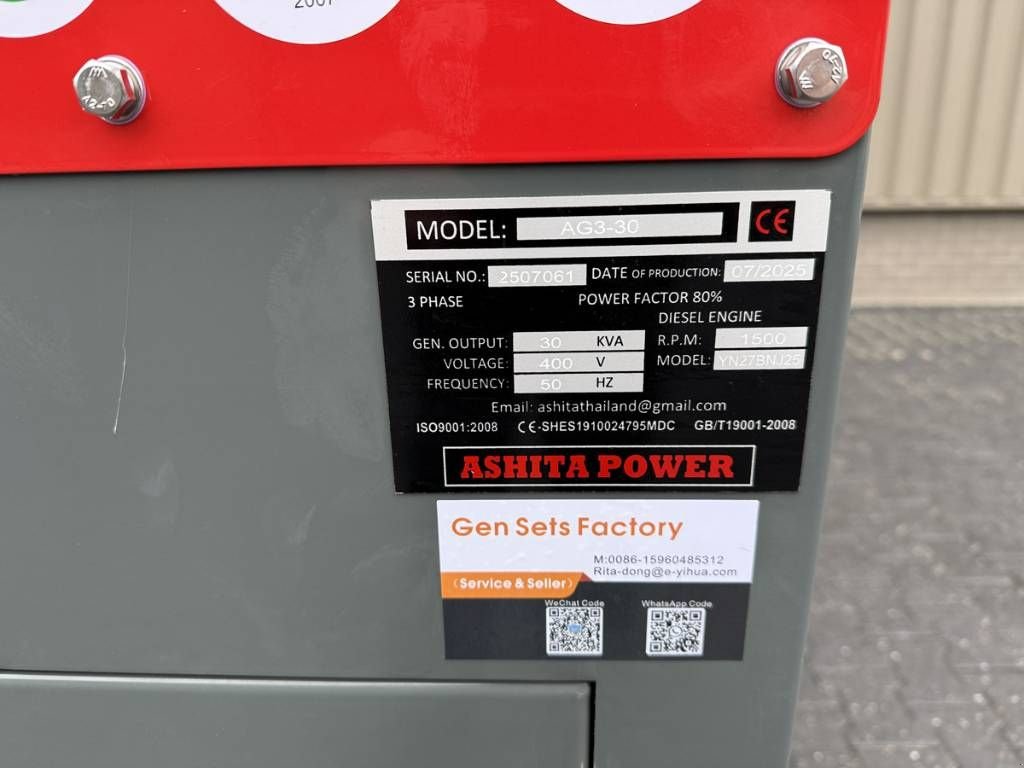 2001
MODEL: AG3-30 CE
SERIAL NO.: 2507061 DATE OF PRODUCTION: 07/2025
3 PHASE POWER FACTOR 80%
DIESEL ENGINE
GEN. OUTPUT: 30 KVA R.P.M: 1500
VOLTAGE: 400 V MODEL: YN27BNJ25
FREQUENCY: 50 HZ
Email: ashitathailand@gmail.com
ISO9001:2008 CE-SHES1910024795MDC GB/T19001-2008
ASHITA POWER
Gen Sets Factory
M:0086-15960485312
Rita-dong@e-yihua.com
(Service & Seller)
WeChat Code WhatsApp Code